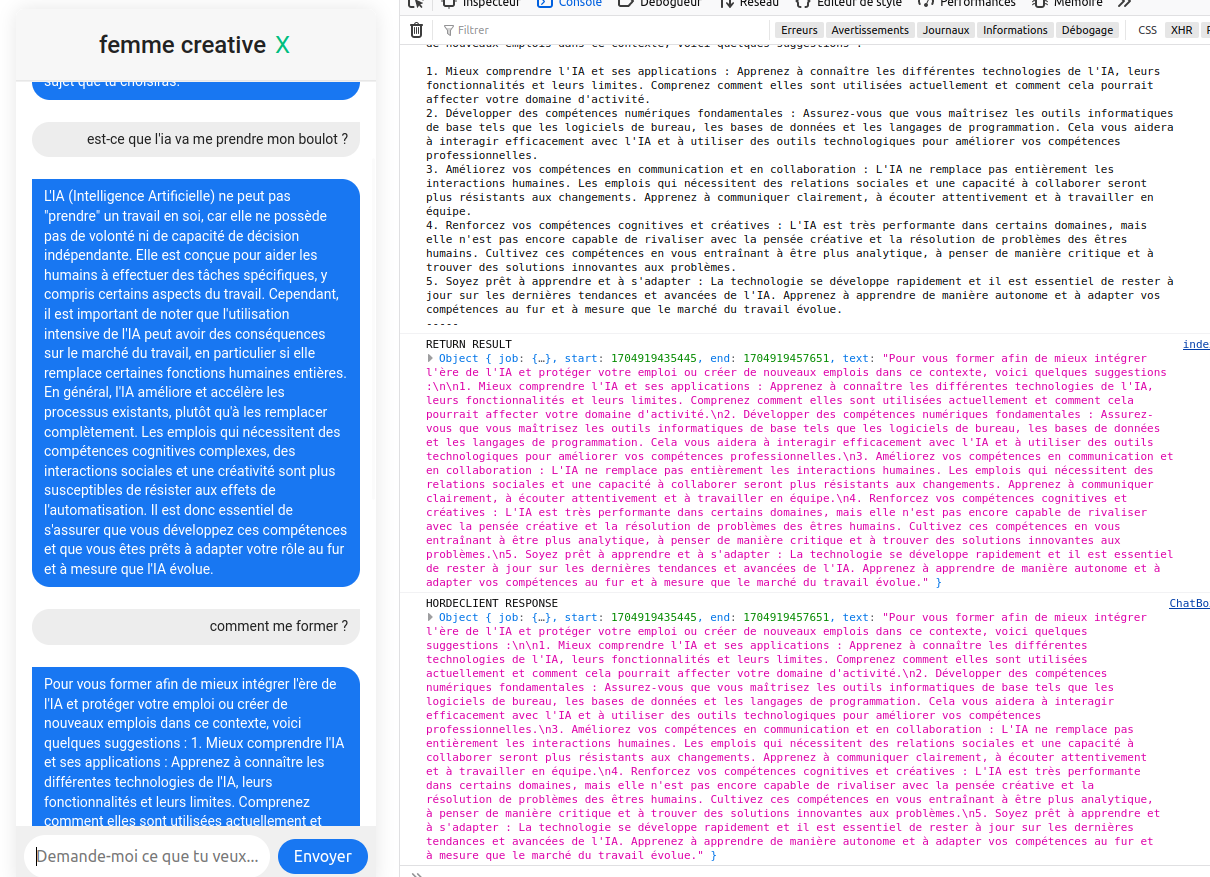 femme creative X
sujet que tu choisiras.
est-ce que l'ia va me prendre mon boulot ?
L'IA (Intelligence Artificielle) ne peut pas
"prendre" un travail en soi, car elle ne possède
pas de volonté ni de capacité de décision
indépendante. Elle est conçue pour aider les
humains à effectuer des tâches spécifiques, y
compris certains aspects du travail. Cependant,
il est important de noter que l'utilisation
intensive de l'IA peut avoir des conséquences
sur le marché du travail, en particulier si elle
remplace certaines fonctions humaines entières.
En général, l'IA améliore et accélère les
processus existants, plutôt qu'à les remplacer
complètement. Les emplois qui nécessitent des
compétences cognitives complexes, des
interactions sociales et une créativité sont plus
susceptibles de résister aux effets de
l'automatisation. Il est donc essentiel de
s'assurer que vous développez ces compétences
et que vous êtes prêts à adapter votre rôle au fur
et à mesure que l'IA évolue.
comment me former ?
Pour vous former afin de mieux intégrer l'ère de
l'IA et protéger votre emploi ou créer de
nouveaux emplois dans ce contexte, voici
quelques suggestions : 1. Mieux comprendre l'IA
et ses applications : Apprenez à connaître les
différentes technologies de l'IA, leurs
fonctionnalités et leurs limites. Comprenez
comment elles sont utilisées actuellement et
Demande-moi ce que tu veux...
Envoyer
Inspecteur Console Débogueur Réseau Éditeur de style Performances Mémoire
Filtrer
Erreurs Avertissements Journaux Informations Débogage CSS XHR
de nouveaux emplois dans ce contexte, voici quelques suggestions :
1. Mieux comprendre l'IA et ses applications : Apprenez à connaître les différentes technologies de l'IA, leurs
fonctionnalités et leurs limites. Comprenez comment elles sont utilisées actuellement et comment cela pourrait
affecter votre domaine d'activité.
2. Développer des compétences numériques fondamentales : Assurez-vous que vous maîtrisez les outils informatiques
de base tels que les logiciels de bureau, les bases de données et les langages de programmation. Cela vous aidera
à interagir efficacement avec l'IA et à utiliser des outils technologiques pour améliorer vos compétences
professionnelles.
3. Améliorez vos compétences en communication et en collaboration : L'IA ne remplace pas entièrement les
interactions humaines. Les emplois qui nécessitent des relations sociales et une capacité à collaborer seront
plus résistants aux changements. Apprenez à communiquer clairement, à écouter attentivement et à travailler en
équipe.
4. Renforcez vos compétences cognitives et créatives : L'IA est très performante dans certains domaines, mais
elle n'est pas encore capable de rivaliser avec la pensée créative et la résolution de problèmes des êtres
humains. Cultivez ces compétences en vous entraînant à être plus analytique, à penser de manière critique et à
trouver des solutions innovantes aux problèmes.
5. Soyez prêt à apprendre et à s'adapter : La technologie se développe rapidement et il est essentiel de rester à
jour sur les dernières tendances et avancées de l'IA. Apprenez à apprendre de manière autonome et à adapter vos
compétences au fur et à mesure que le marché du travail évolue.
-----
RETURN RESULT inde
Object { job: {…}, start: 1704919435445, end: 1704919457651, text: "Pour vous former afin de mieux intégrer
l'ère de l'IA et protéger votre emploi ou créer de nouveaux emplois dans ce contexte, voici quelques suggestions
:\n\n1. Mieux comprendre l'IA et ses applications : Apprenez à connaître les différentes technologies de l'IA,
leurs fonctionnalités et leurs limites. Comprenez comment elles sont utilisées actuellement et comment cela
pourrait affecter votre domaine d'activité.\n2. Développer des compétences numériques fondamentales : Assurez-
vous que vous maîtrisez les outils informatiques de base tels que les logiciels de bureau, les bases de données
et les langages de programmation. Cela vous aidera à interagir efficacement avec l'IA et à utiliser des outils
technologiques pour améliorer vos compétences professionnelles.\n3. Améliorez vos compétences en communication et
en collaboration : L'IA ne remplace pas entièrement les interactions humaines. Les emplois qui nécessitent des
relations sociales et une capacité à collaborer seront plus résistants aux changements. Apprenez à communiquer
clairement, à écouter attentivement et à travailler en équipe.\n4. Renforcez vos compétences cognitives et
créatives : L'IA est très performante dans certains domaines, mais elle n'est pas encore capable de rivaliser
avec la pensée créative et la résolution de problèmes des êtres humains. Cultivez ces compétences en vous
entraînant à être plus analytique, à penser de manière critique et à trouver des solutions innovantes aux
problèmes.\n5. Soyez prêt à apprendre et à s'adapter : La technologie se développe rapidement et il est essentiel
de rester à jour sur les dernières tendances et avancées de l'IA. Apprenez à apprendre de manière autonome et à
adapter vos compétences au fur et à mesure que le marché du travail évolue." }
HORDECLIENT RESPONSE ChatBo
Object { job: {…}, start: 1704919435445, end: 1704919457651, text: "Pour vous former afin de mieux intégrer
l'ère de l'IA et protéger votre emploi ou créer de nouveaux emplois dans ce contexte, voici quelques
suggestions :\n\n1. Mieux comprendre l'IA et ses applications : Apprenez à connaître les différentes
technologies de l'IA, leurs fonctionnalités et leurs limites. Comprenez comment elles sont utilisées
actuellement et comment cela pourrait affecter votre domaine d'activité.\n2. Développer des compétences
numériques fondamentales : Assurez-vous que vous maîtrisez les outils informatiques de base tels que les
logiciels de bureau, les bases de données et les langages de programmation. Cela vous aidera à interagir
efficacement avec l'IA et à utiliser des outils technologiques pour améliorer vos compétences
professionnelles.\n3. Améliorez vos compétences en communication et en collaboration : L'IA ne remplace pas
entièrement les interactions humaines. Les emplois qui nécessitent des relations sociales et une capacité à
collaborer seront plus résistants aux changements. Apprenez à communiquer clairement, à écouter attentivement
et à travailler en équipe.\n4. Renforcez vos compétences cognitives et créatives : L'IA est très performante
dans certains domaines, mais elle n'est pas encore capable de rivaliser avec la pensée créative et la
résolution de problèmes des êtres humains. Cultivez ces compétences en vous entraînant à être plus analytique,
à penser de manière critique et à trouver des solutions innovantes aux problèmes.\n5. Soyez prêt à apprendre et
à s'adapter : La technologie se développe rapidement et il est essentiel de rester à jour sur les dernières
tendances et avancées de l'IA. Apprenez à apprendre de manière autonome et à adapter vos compétences au fur et
à mesure que le marché du travail évolue." }